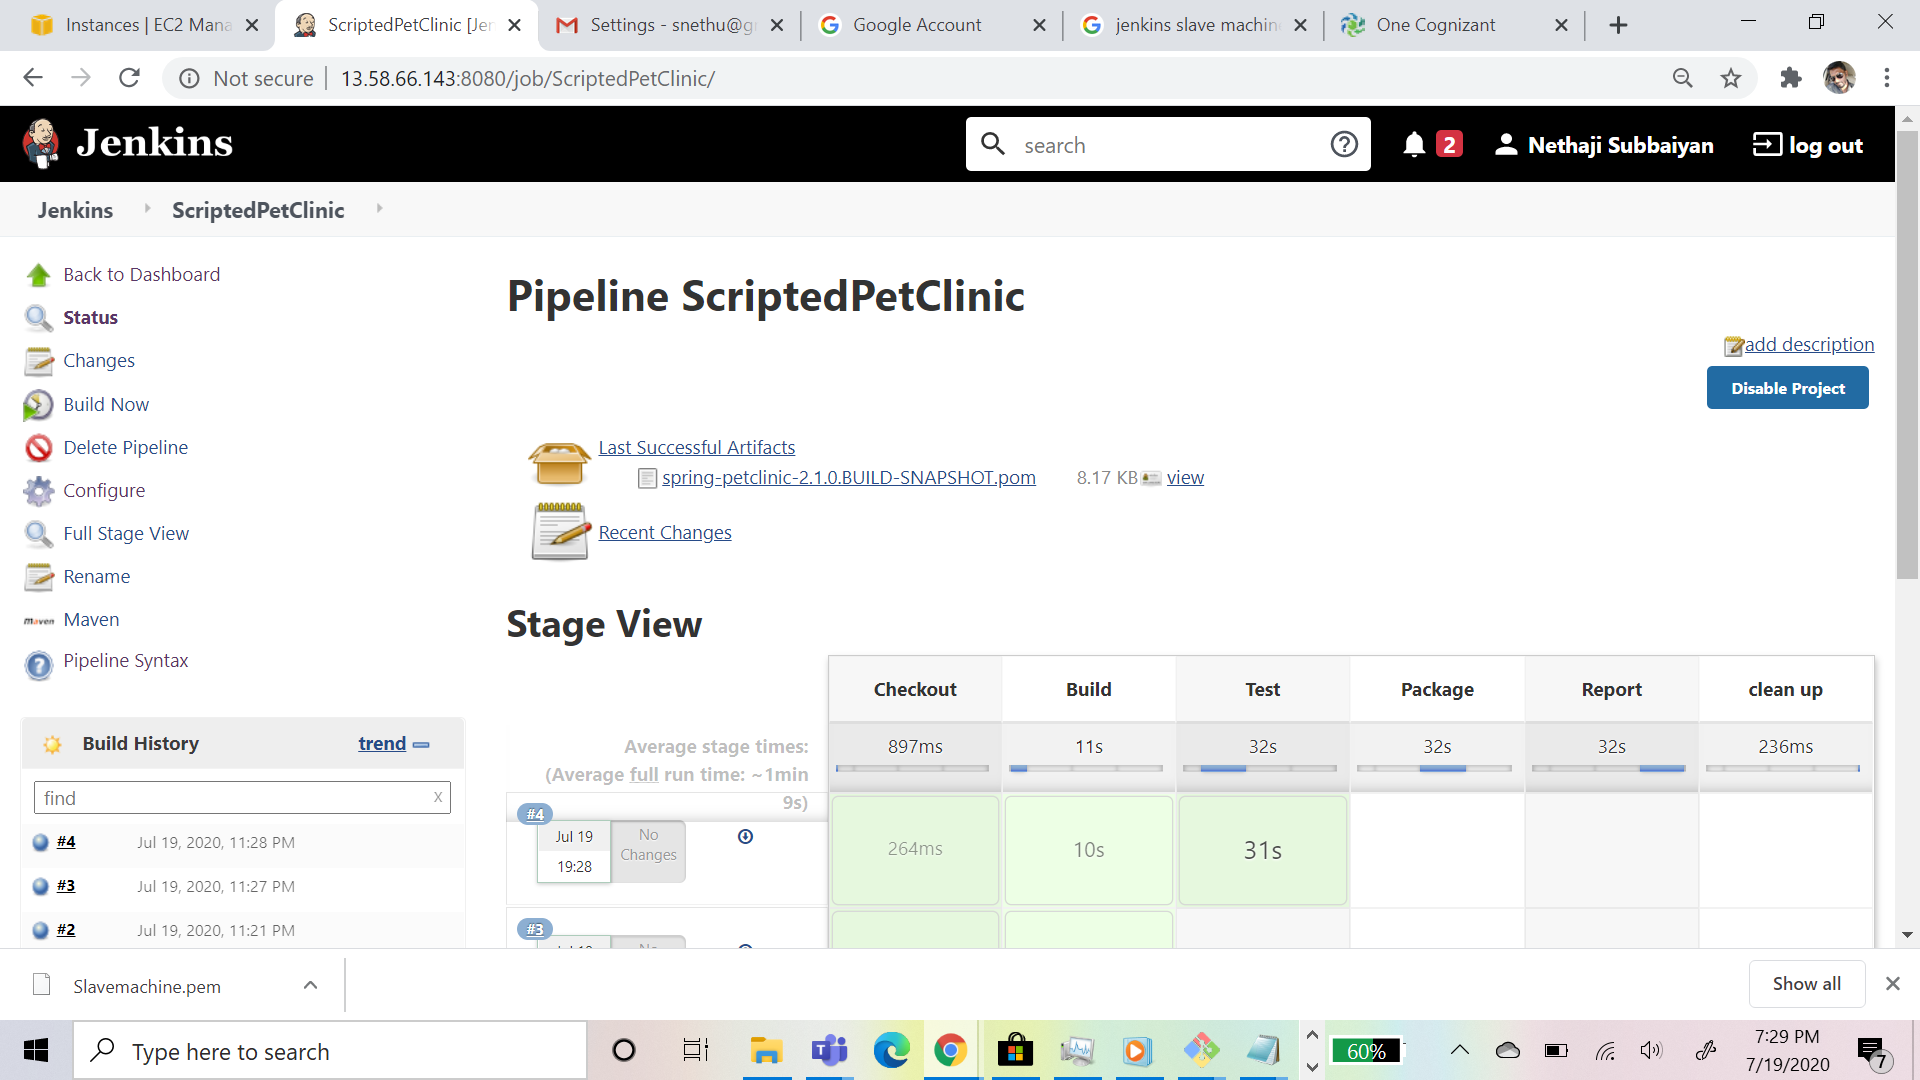 Instances | EC2 Mana
ScriptedPetClinic [Jer
Settings - snethu@g
Google Account
jenkins slave machin
One Cognizant
Not secure
13.58.66.143:8080/job/ScriptedPetClinic/
Jenkins
search
2
Nethaji Subbaiyan
log out
Jenkins
ScriptedPetClinic
Back to Dashboard
Status
Changes
Build Now
Delete Pipeline
Configure
Full Stage View
Rename
Maven
Maven
Pipeline Syntax
Build History
trend
find
x
#4
Jul 19, 2020, 11:28 PM
#3
Jul 19, 2020, 11:27 PM
#2
Jul 19, 2020, 11:21 PM
Pipeline ScriptedPetClinic
add description
Disable Project
Last Successful Artifacts
spring-petclinic-2.1.0.BUILD-SNAPSHOT.pom
8.17 KB
view
Recent Changes
Stage View
Checkout
Build
Test
Package
Report
clean up
Average stage times:
(Average full run time: ~1min
9s)
897ms
11s
32s
32s
32s
236ms
#4
Jul 19
19:28
No
Changes
264ms
10s
31s
#3
Slavemachine.pem
Show all
Type here to search
60%
7:29 PM
7/19/2020
7